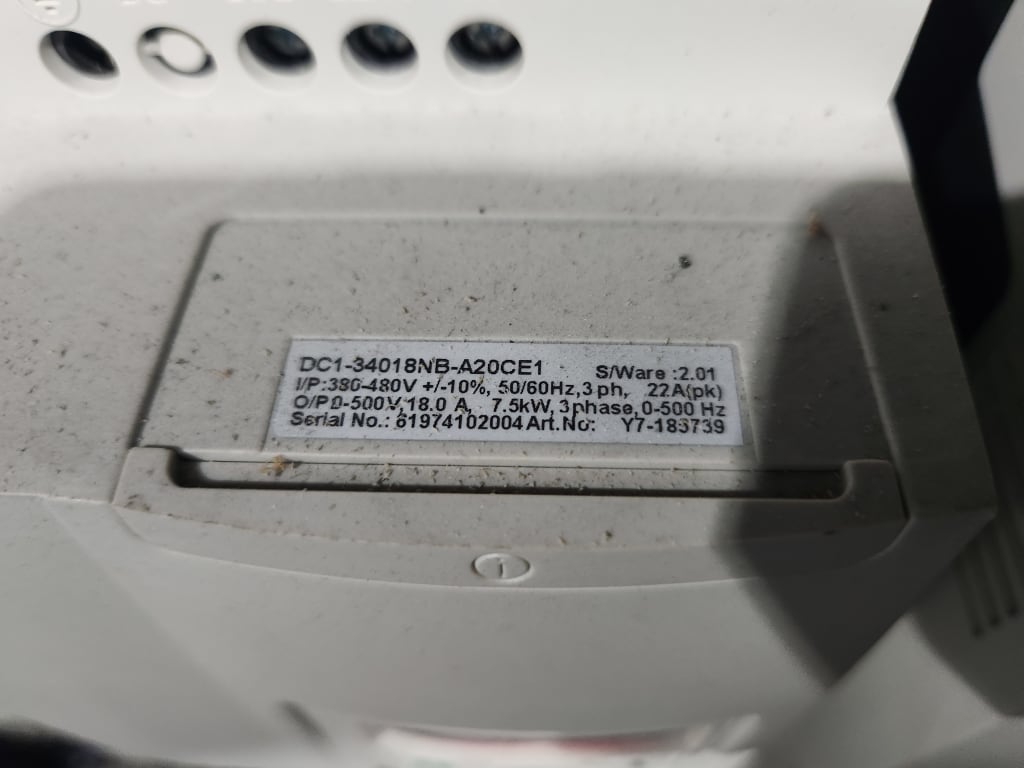 DC1-34018NB-A20CE1 S/Ware :2.01
I/P:380-480V +/-10%, 50/60Hz,3 ph, 22A(pk)
O/P0-500V,18.0 A, 7.5kW, 3phase,0-500 Hz
Serial No.: 61974102004 Art.No: Y7-183739
i